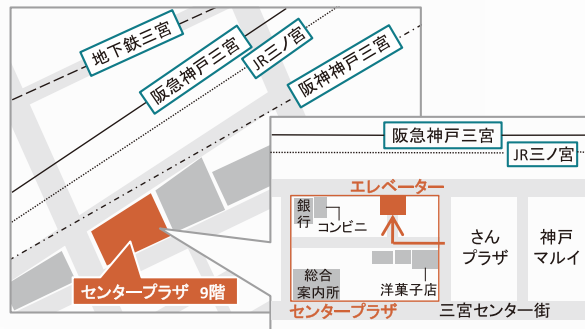 地下鉄三宮
阪急神戸三宮
JR三ノ宮
阪神神戸三宮
センタープラザ 9階
阪急神戸三宮
JR三ノ宮
エレベーター
銀行
コンビニ
総合
案内所
洋菓子店
センタープラザ
さん
プラザ
神戸
マルイ
三宮センター街